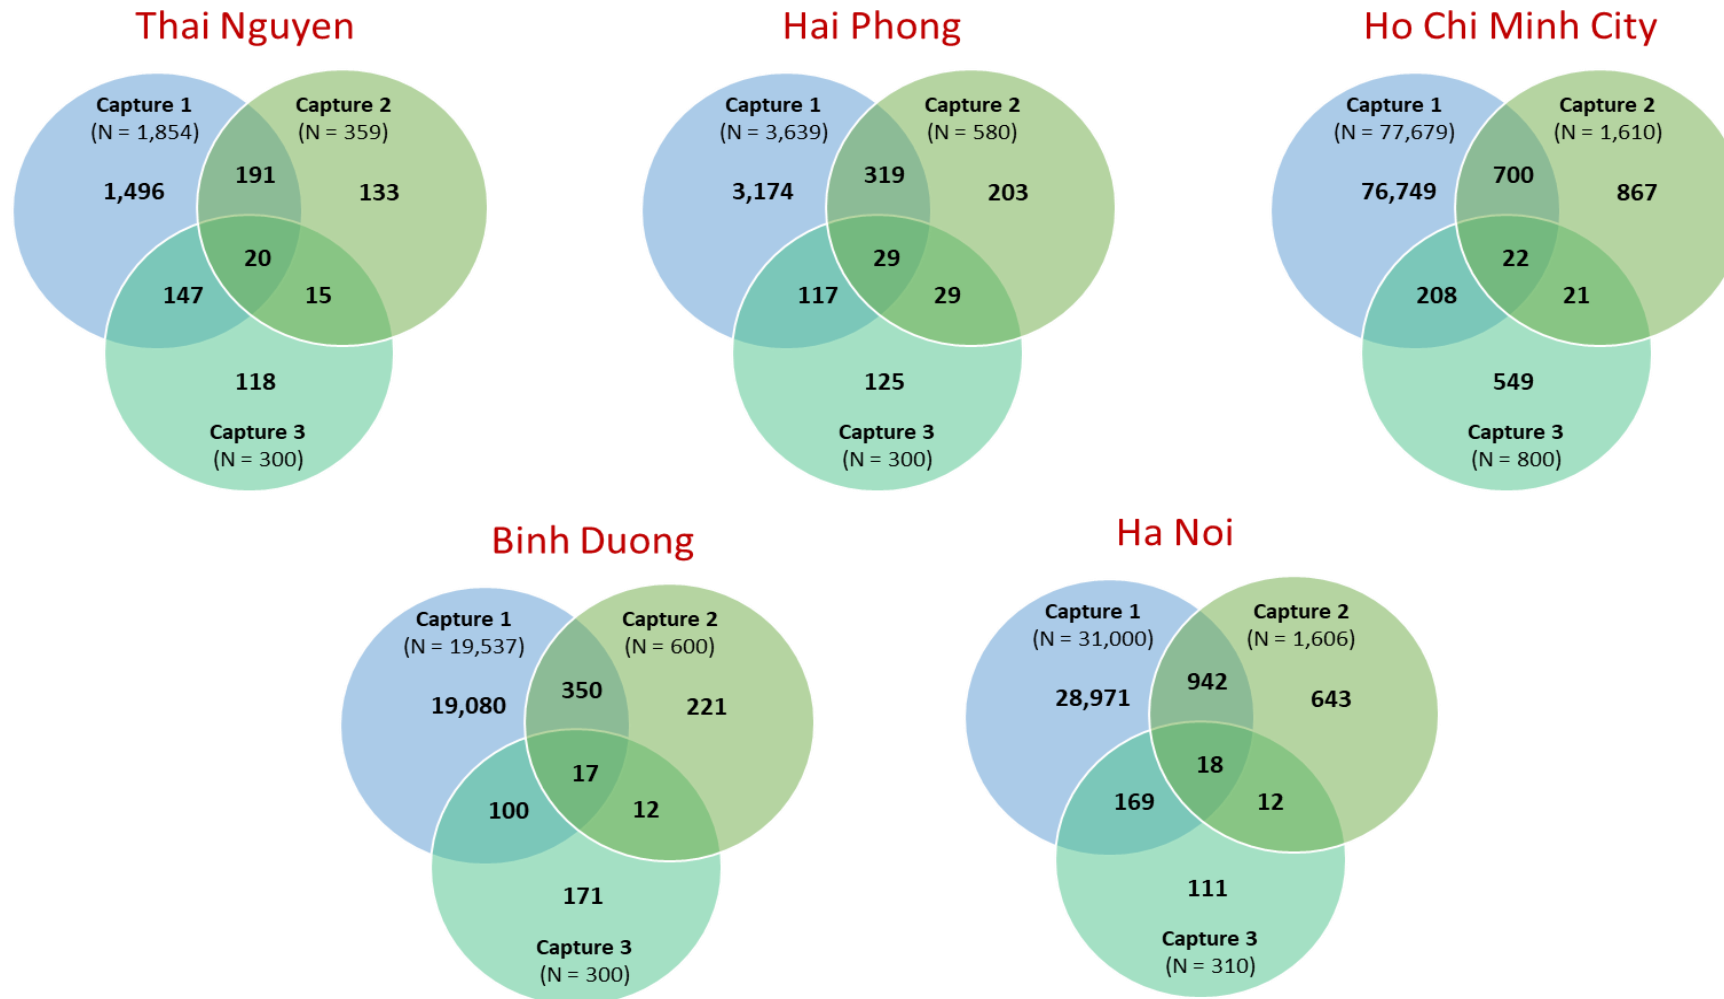 Thai Nguyen
Capture 1
(N = 1,854)
Capture 2
(N = 359)
1,496
191
133
20
147
15
118
Capture 3
(N = 300)
Hai Phong
Capture 1
(N = 3,639)
Capture 2
(N = 580)
3,174
319
203
29
117
29
125
Capture 3
(N = 300)
Ho Chi Minh City
Capture 1
(N = 77,679)
Capture 2
(N = 1,610)
76,749
700
867
22
208
21
549
Capture 3
(N = 800)
Binh Duong
Capture 1
(N = 19,537)
Capture 2
(N = 600)
19,080
350
221
17
100
12
171
Capture 3
(N = 300)
Ha Noi
Capture 1
(N = 31,000)
Capture 2
(N = 1,606)
28,971
942
643
18
169
12
111
Capture 3
(N = 310)